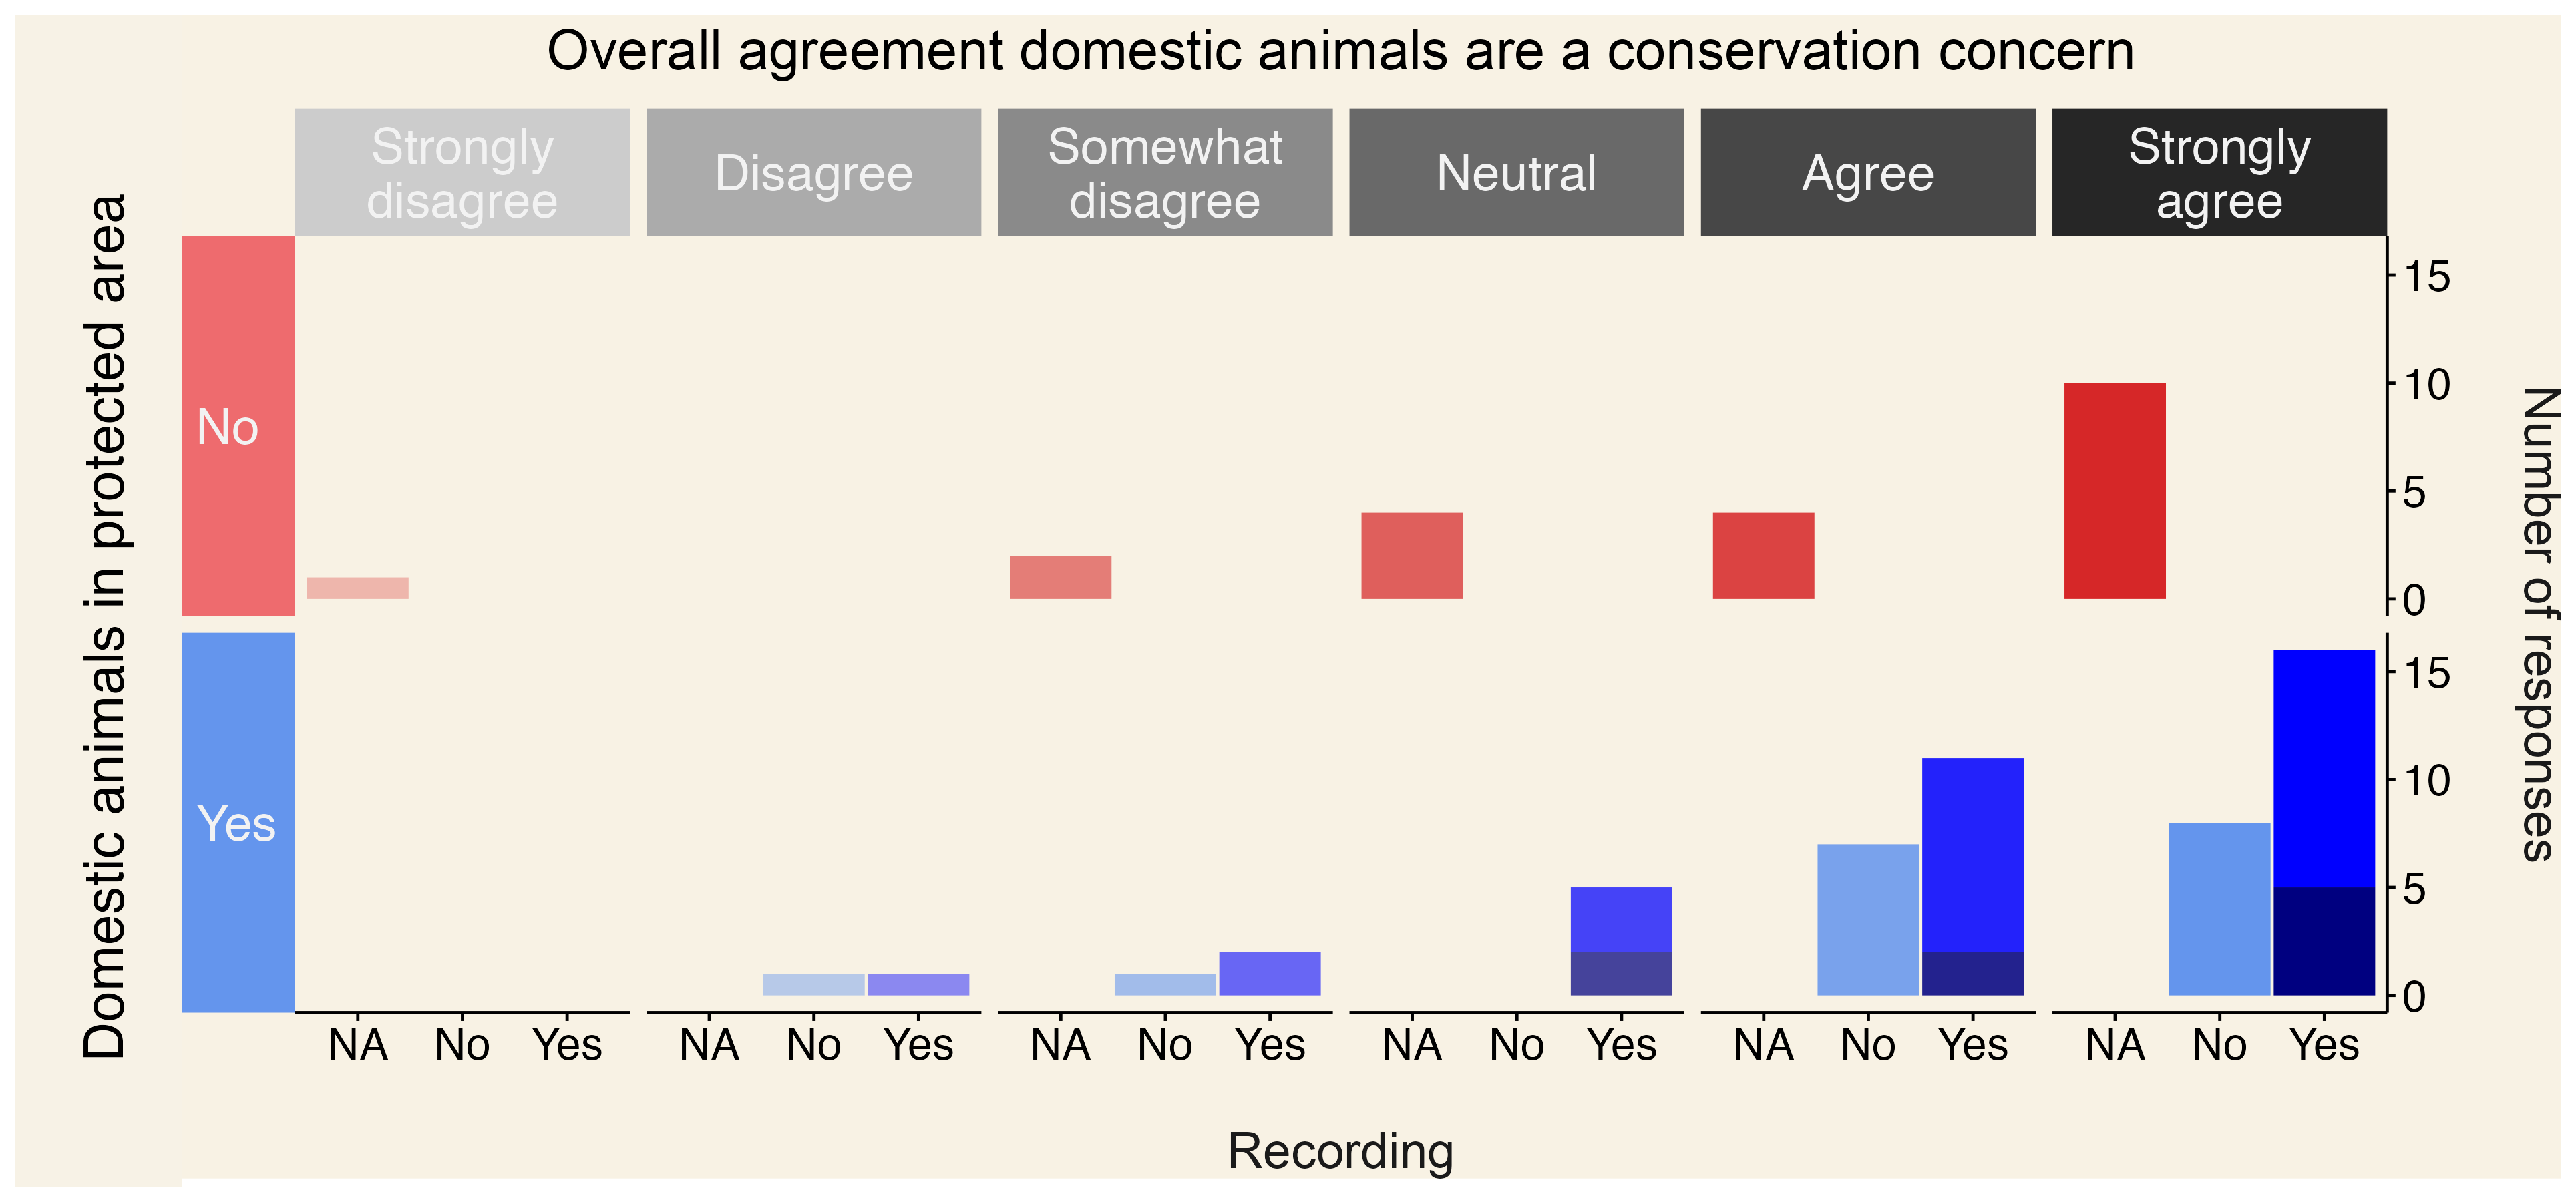 Overall agreement domestic animals are a conservation concern
Strongly
disagree
Disagree
Somewhat
disagree
Neutral
Agree
Strongly
agree
Domestic animals in protected area
No
Yes
15
10
5
0
15
10
5
0
Number of responses
NA No Yes NA No Yes NA No Yes NA No Yes NA No Yes NA No Yes
Recording